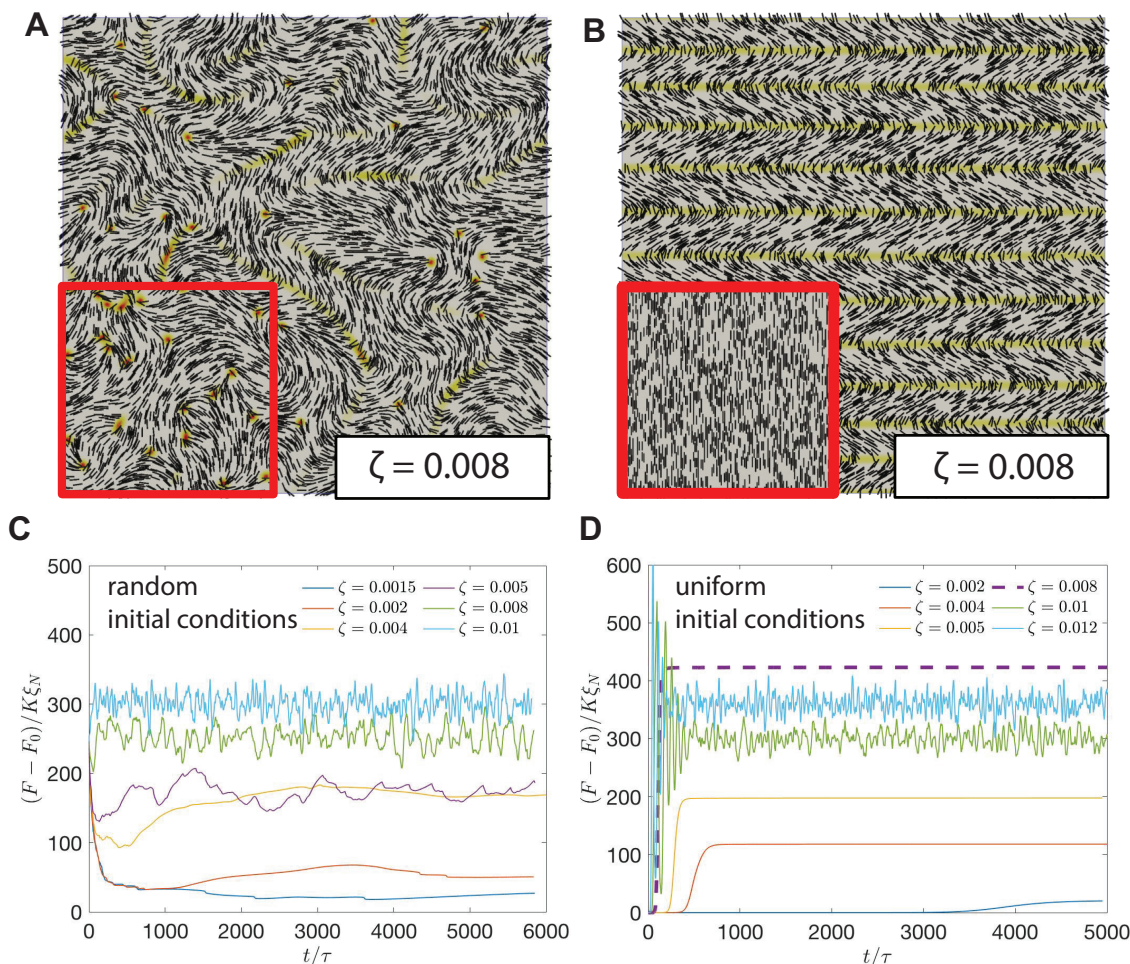 A
B
ζ = 0.008
ζ = 0.008
C
(F − F₀)/Kξ_N
500
400
300
200
100
0
random
initial conditions
ζ = 0.0015
ζ = 0.002
ζ = 0.004
ζ = 0.005
ζ = 0.008
ζ = 0.01
0 1000 2000 3000 4000 5000 6000
t/τ
D
(F − F₀)/Kξ_N
600
500
400
300
200
100
0
uniform
initial conditions
ζ = 0.002
ζ = 0.004
ζ = 0.005
ζ = 0.008
ζ = 0.01
ζ = 0.012
0 1000 2000 3000 4000 5000
t/τ